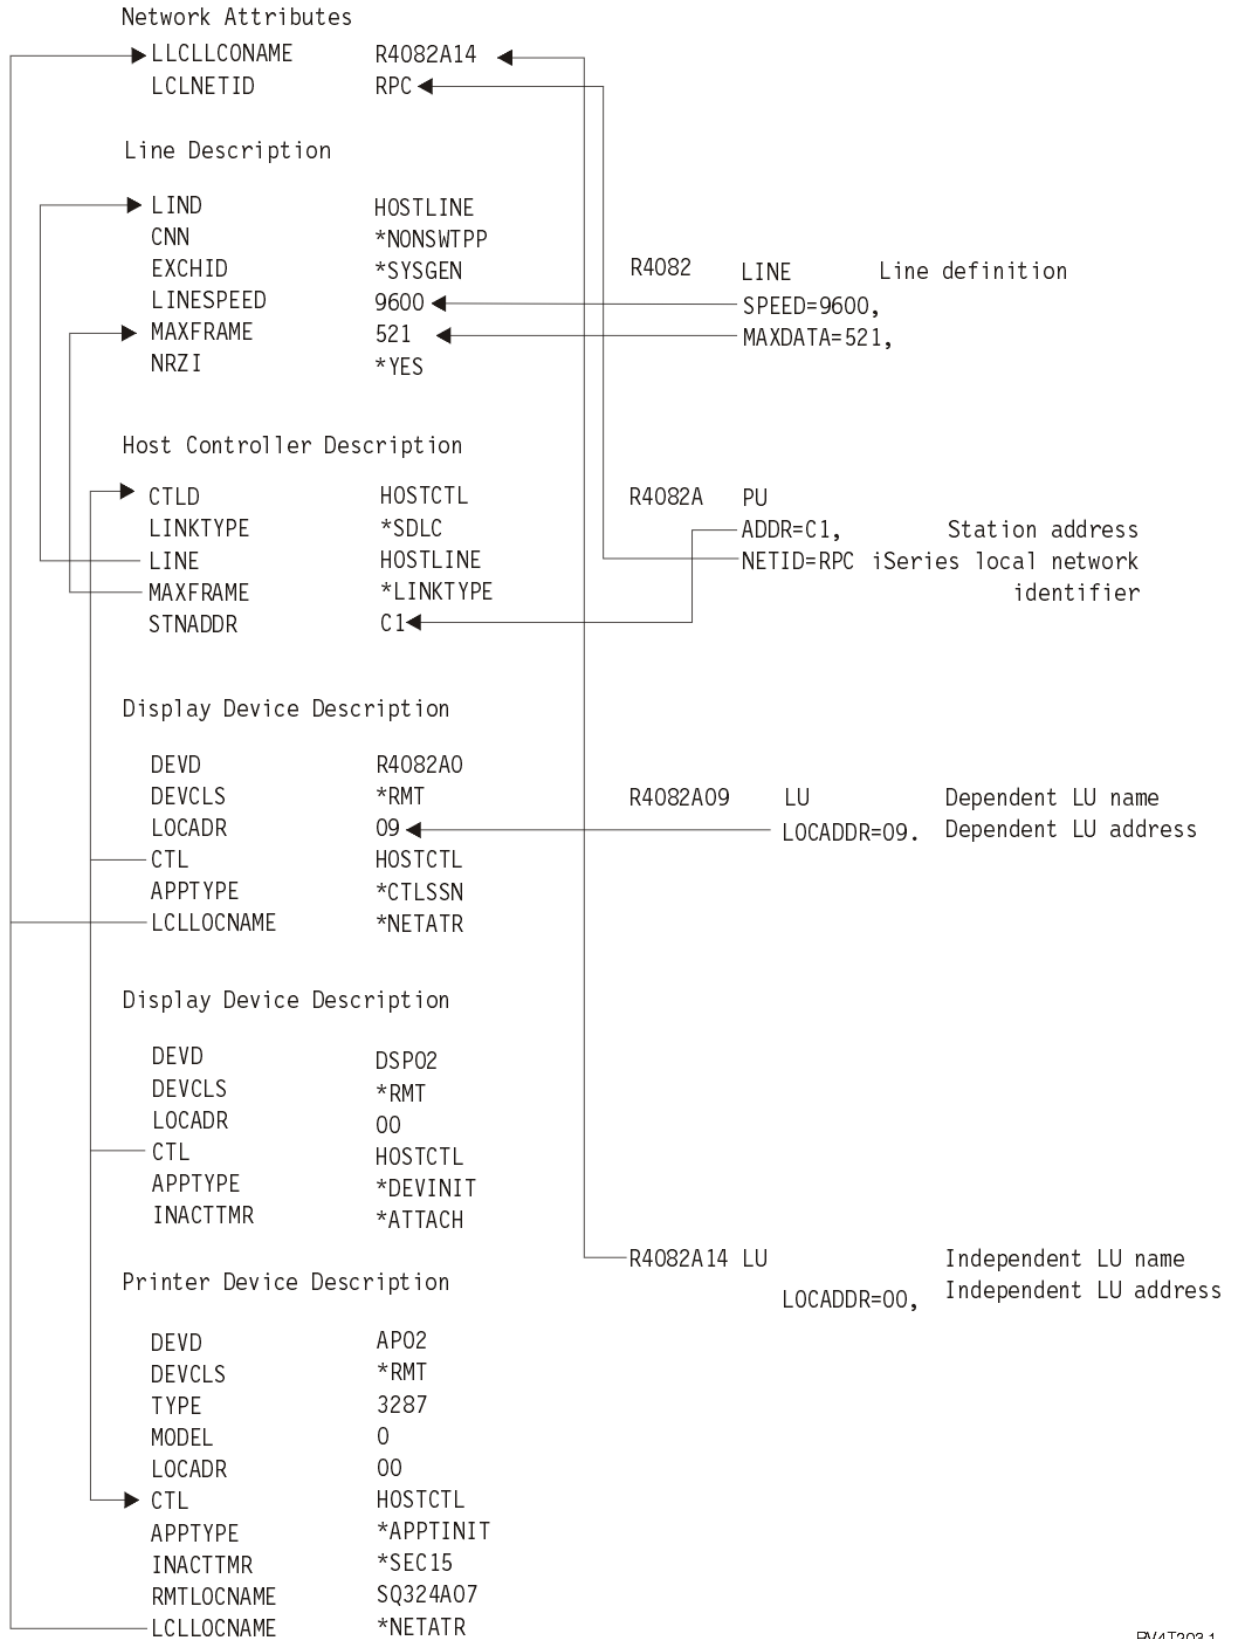 Network Attributes
LLCLLCONAME R4082A14
LCLNETID RPC
Line Description
LIND HOSTLINE
CNN *NONSWTPP
EXCHID *SYSGEN
R4082 LINE Line definition
LINESPEED 9600 SPEED=9600,
MAXFRAME 521 MAXDATA=521,
NRZI *YES
Host Controller Description
CTLD HOSTCTL R4082A PU
LINKTYPE *SDLC ADDR=C1, Station address
LINE HOSTLINE NETID=RPC iSeries local network
MAXFRAME *LINKTYPE identifier
STNADDR C1
Display Device Description
DEVD R4082A0
DEVCLS *RMT R4082A09 LU Dependent LU name
LOCADR 09 LOCADDR=09. Dependent LU address
CTL HOSTCTL
APPTYPE *CTLSSN
LCLLOCNAME *NETATR
Display Device Description
DEVD DSP02
DEVCLS *RMT
LOCADR 00
CTL HOSTCTL
APPTYPE *DEVINIT
INACTTMR *ATTACH
R4082A14 LU Independent LU name
Printer Device Description
LOCADDR=00, Independent LU address
DEVD AP02
DEVCLS *RMT
TYPE 3287
MODEL 0
LOCADR 00
CTL HOSTCTL
APPTYPE *APPTINIT
INACTTMR *SEC15
RMTLOCNAME SQ324A07
LCLLOCNAME *NETATR